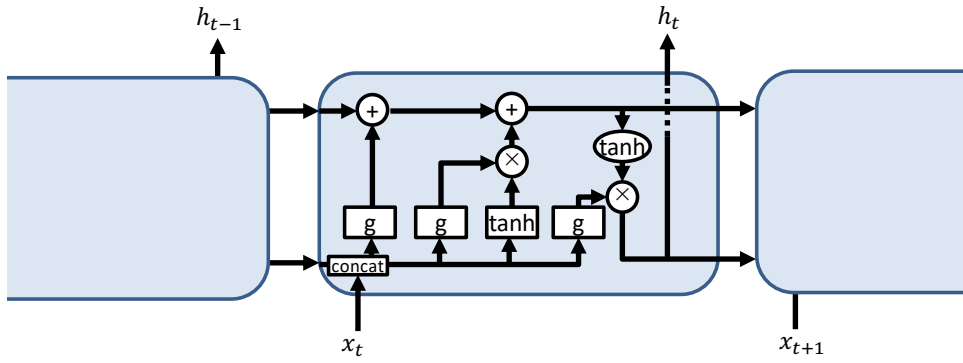 h_{t-1}
h_t
+
+
tanh
×
×
g
g
tanh
g
concat
x_t
x_{t+1}